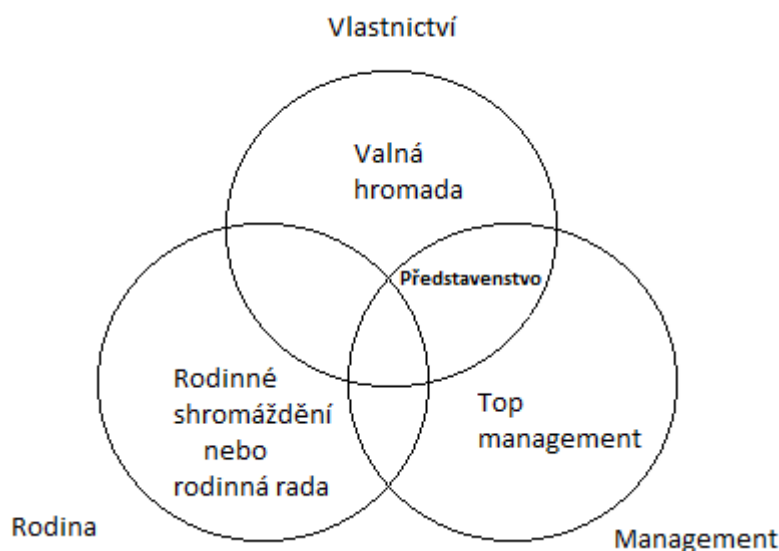 Vlastnictví
Valná
hromada
Představenstvo
Rodinné
shromáždění
nebo
rodinná rada
Top
management
Rodina
Management